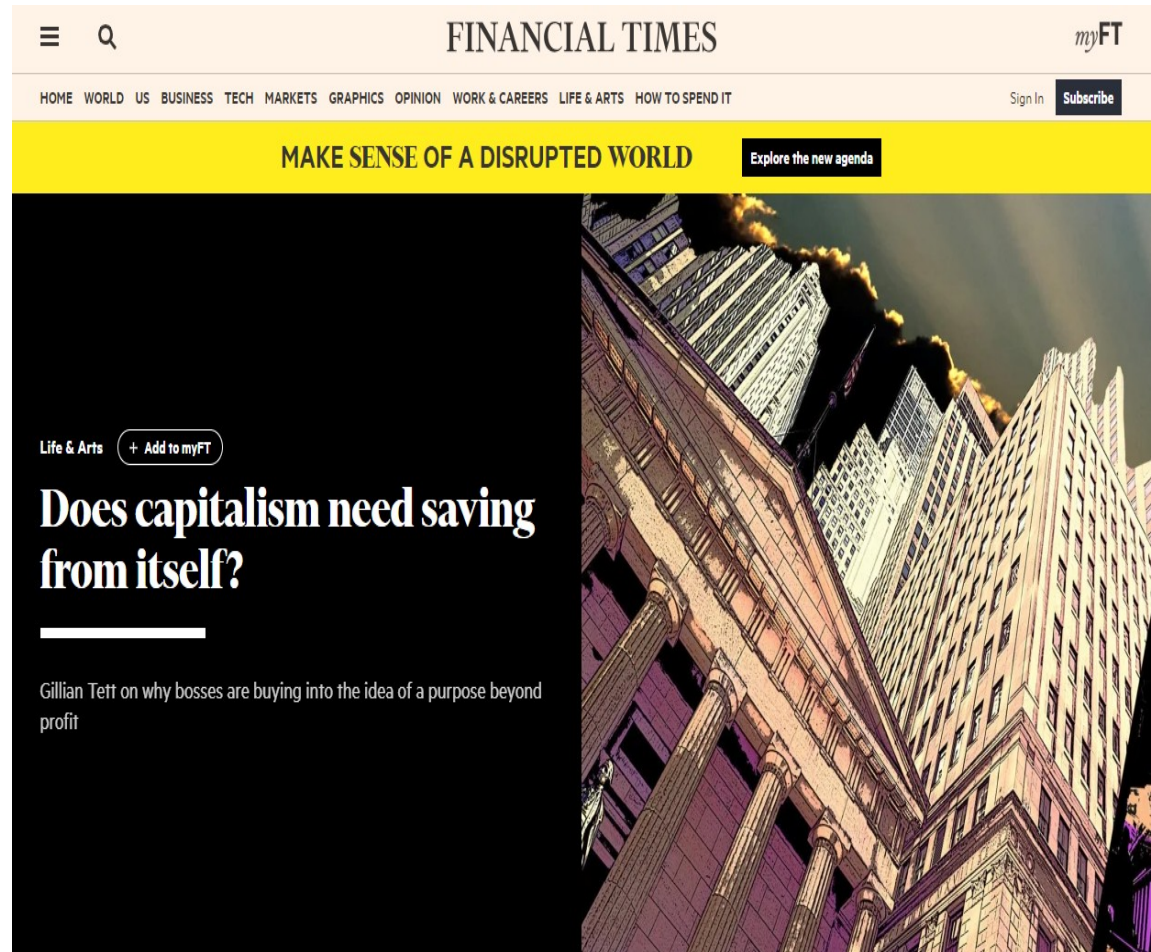 FINANCIAL TIMES
myFT
HOME WORLD US BUSINESS TECH MARKETS GRAPHICS OPINION WORK & CAREERS LIFE & ARTS HOW TO SPEND IT
Sign In Subscribe
MAKE SENSE OF A DISRUPTED WORLD
Explore the new agenda
Life & Arts + Add to myFT
Does capitalism need saving
from itself?
Gillian Tett on why bosses are buying into the idea of a purpose beyond
profit